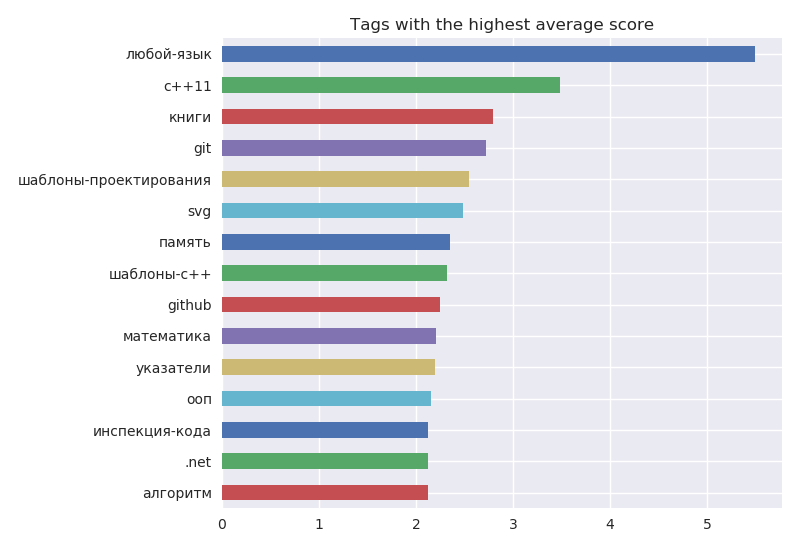 Tags with the highest average score
любой-язык
c++11
книги
git
шаблоны-проектирования
svg
память
шаблоны-с++
github
математика
указатели
ооп
инспекция-кода
.net
алгоритм
0 1 2 3 4 5